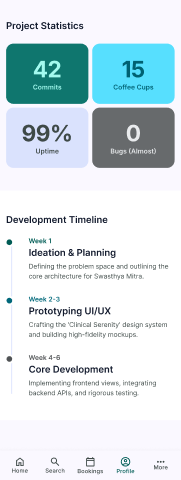 Project Statistics
42
Commits
15
Coffee Cups
99%
Uptime
0
Bugs (Almost)
Development Timeline
Week 1
Ideation & Planning
Defining the problem space and outlining the
core architecture for Swasthya Mitra.
Week 2-3
Prototyping UI/UX
Crafting the 'Clinical Serenity' design system
and building high-fidelity mockups.
Week 4-6
Core Development
Implementing frontend views, integrating
backend APIs, and rigorous testing.
Home
Search
Bookings
Profile
More